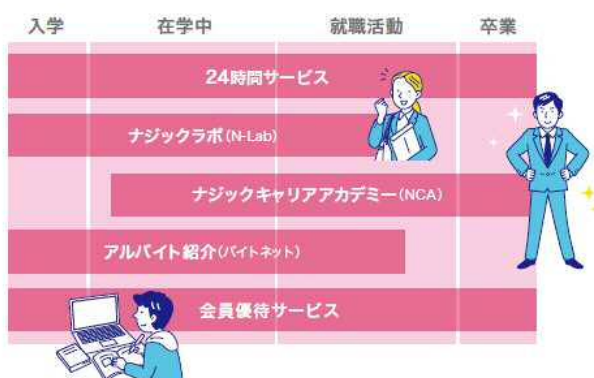 入学 在学中 就職活動 卒業
24時間サービス
ナジックラボ(N-Lab)
ナジックキャリアアカデミー(NCA)
アルバイト紹介(バイトネット)
会員優待サービス